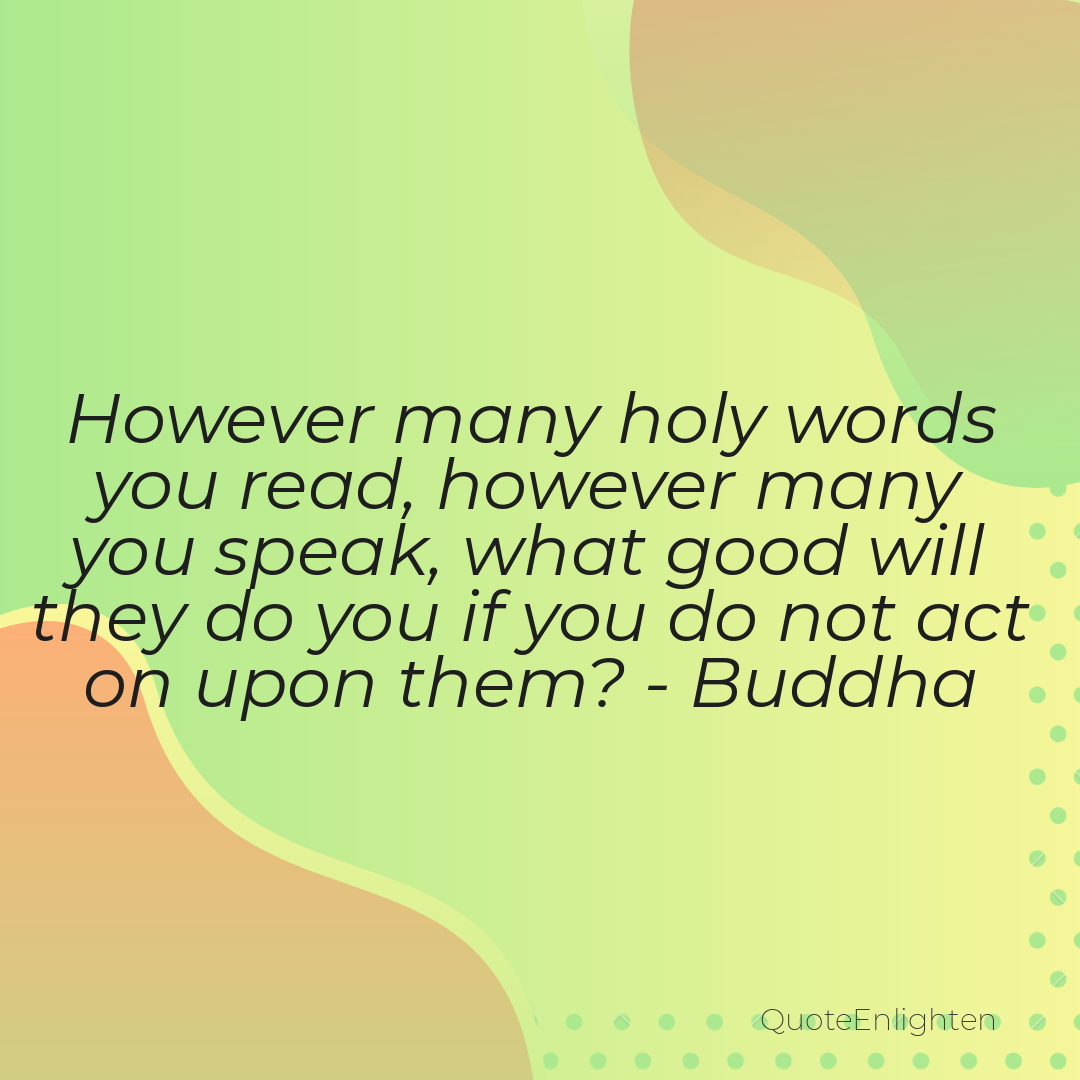 However many holy words
you read, however many
you speak, what good will
they do you if you do not act
on upon them? - Buddha
QuoteEnlighten